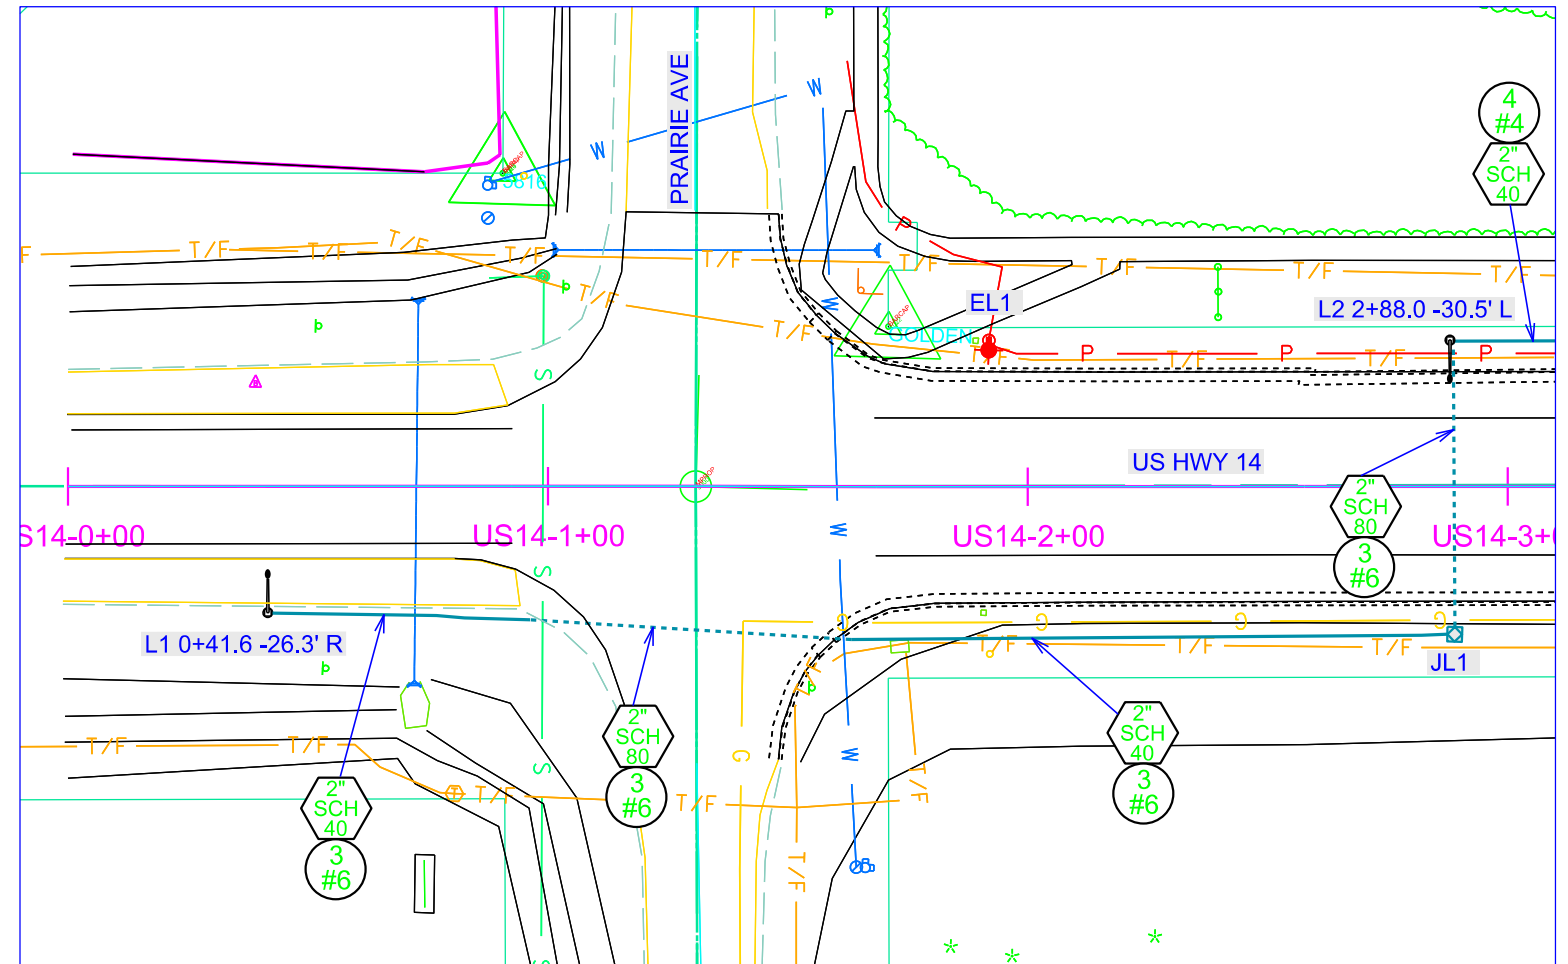 PRAIRIE AVE
W
W
5816
4
#4
2"
SCH
40
P
T/F
T/F
T/F
T/F
T/F
T/F
T/F
T/F
T/F
T/F
F
EL1
L2 2+88.0 -30.5' L
T/F
W
T/F
GOLDEN
T/F
P
P
P
T/F
T/F
S
US HWY 14
2"
SCH
80
3
#6
US14-0+00
US14-1+00
W
US14-2+00
US14-3+0
S
L1 0+41.6 -26.3' R
G
G
G
G
T/F
T/F
T/F
JL1
2"
SCH
80
3
#6
2"
SCH
40
3
#6
T/F
T/F
G
W
S
T
T/F
T/F
T/F
2"
SCH
40
3
#6
T/F
S